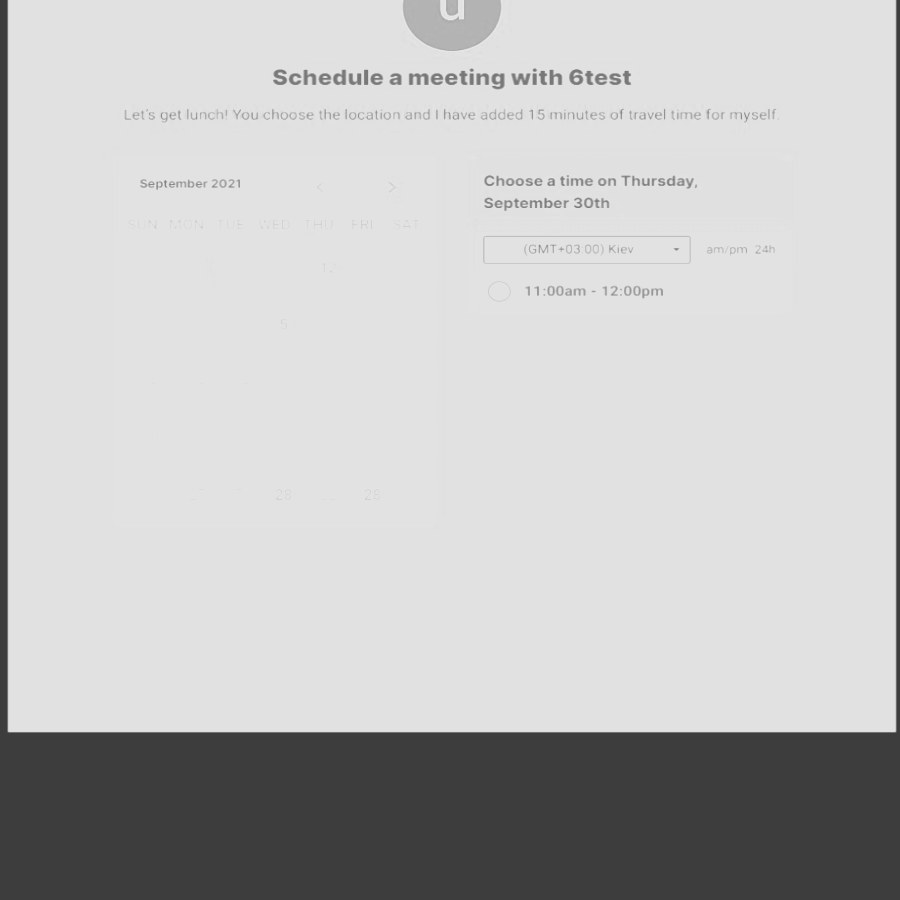 u
Schedule a meeting with 6test
Let's get lunch! You choose the location and I have added 15 minutes of travel time for myself.
September 2021
SUN MON TUE WED THU FRI SAT
5
28 28
Choose a time on Thursday,
September 30th
(GMT+03:00) Kiev am/pm 24h
11:00am - 12:00pm